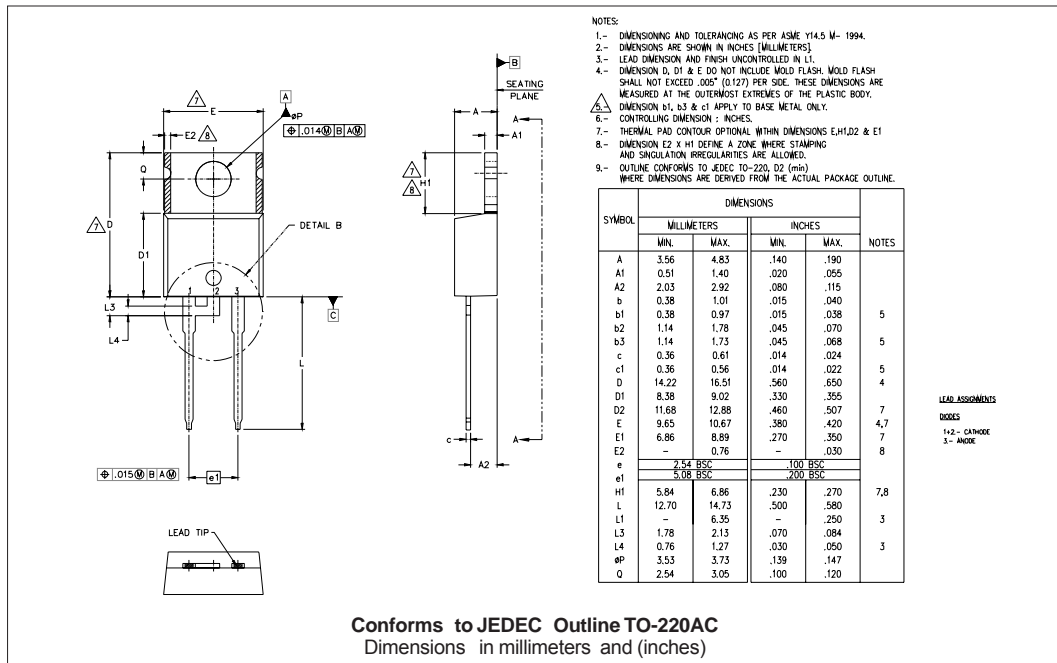 NOTES:
1.- DIMENSIONING AND TOLERANCING AS PER ASME Y14.5 M- 1994.
2.- DIMENSIONS ARE SHOWN IN INCHES [MILLIMETERS].
3.- LEAD DIMENSION AND FINISH UNCONTROLLED IN L1.
4.- DIMENSION D, D1 & E DO NOT INCLUDE MOLD FLASH. MOLD FLASH
SHALL NOT EXCEED .005" (0.127) PER SIDE. THESE DIMENSIONS ARE
MEASURED AT THE OUTERMOST EXTREMES OF THE PLASTIC BODY.
5.- DIMENSION b1, b3 & c1 APPLY TO BASE METAL ONLY.
6.- CONTROLLING DIMENSION : INCHES.
7.- THERMAL PAD CONTOUR OPTIONAL WITHIN DIMENSIONS E,H1,D2 & E1
8.- DIMENSION E2 X H1 DEFINE A ZONE WHERE STAMPING
AND SINGULATION IRREGULARITIES ARE ALLOWED.
9.- OUTLINE CONFORMS TO JEDEC TO-220, D2 (min)
WHERE DIMENSIONS ARE DERIVED FROM THE ACTUAL PACKAGE OUTLINE.
7
E
E2 8
A
øP
⌖ .014Ⓜ B AⓂ
Q
7 D
D1
DETAIL B
1 2 3
L3
L4
C
L
⌖ .015Ⓜ B AⓂ
e1
LEAD TIP
B
SEATING
PLANE
A
A
A1
7
8
H1
c
A
A2
SYMBOL DIMENSIONS NOTES
MILLIMETERS INCHES
MIN. MAX. MIN. MAX.
A 3.56 4.83 .140 .190
A1 0.51 1.40 .020 .055
A2 2.03 2.92 .080 .115
b 0.38 1.01 .015 .040
b1 0.38 0.97 .015 .038 5
b2 1.14 1.78 .045 .070
b3 1.14 1.73 .045 .068 5
c 0.36 0.61 .014 .024
c1 0.36 0.56 .014 .022 5
D 14.22 16.51 .560 .650 4
D1 8.38 9.02 .330 .355
D2 11.68 12.88 .460 .507 7
E 9.65 10.67 .380 .420 4,7
E1 6.86 8.89 .270 .350 7
E2 – 0.76 – .030 8
e 2.54 BSC .100 BSC
e1 5.08 BSC .200 BSC
H1 5.84 6.86 .230 .270 7,8
L 12.70 14.73 .500 .580
L1 – 6.35 – .250 3
L3 1.78 2.13 .070 .084
L4 0.76 1.27 .030 .050 3
øP 3.53 3.73 .139 .147
Q 2.54 3.05 .100 .120
LEAD ASSIGNMENTS
DIODES
1+2.- CATHODE
3.- ANODE
Conforms to JEDEC Outline TO-220AC
Dimensions in millimeters and (inches)